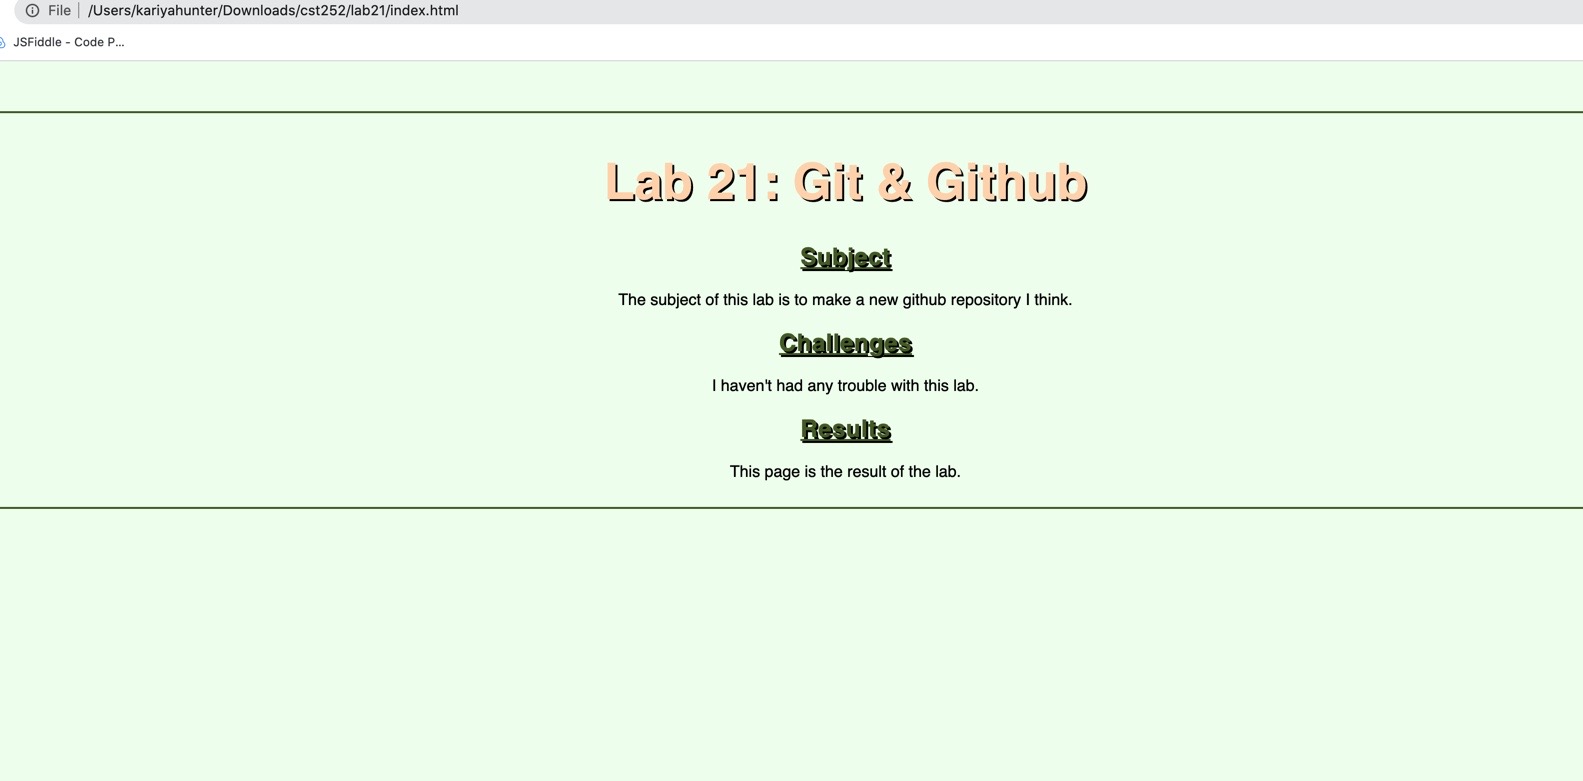 File /Users/kariyahunter/Downloads/cst252/lab21/index.html
JSFiddle - Code P...
Lab 21: Git & Github
Subject
The subject of this lab is to make a new github repository I think.
Challenges
I haven't had any trouble with this lab.
Results
This page is the result of the lab.